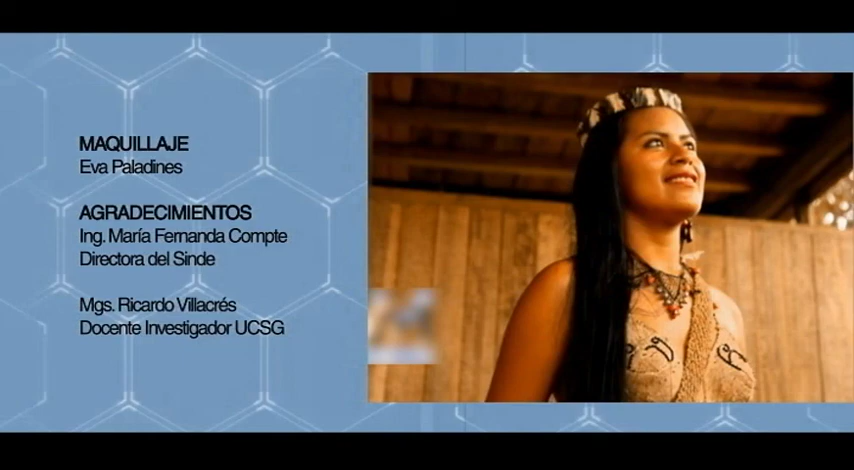 MAQUILLAJE
Eva Paladines
AGRADECIMIENTOS
Ing. María Fernanda Compte
Directora del Sinde
Mgs. Ricardo Villacrés
Docente Investigador UCSG